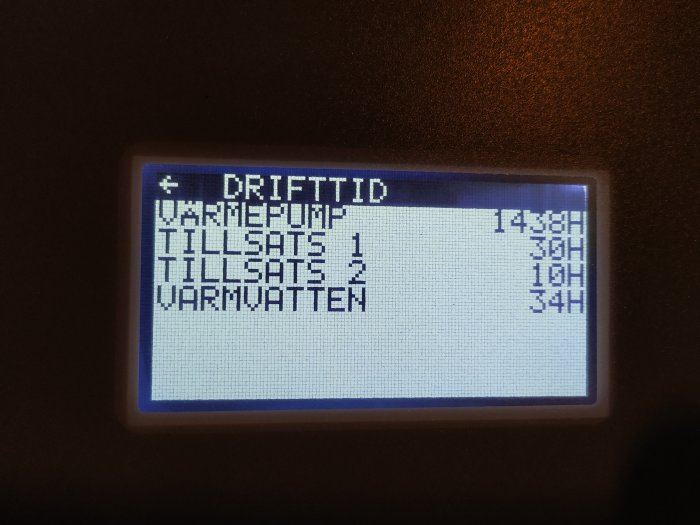 ← DRIFTTID
VÄRMEPUMP 1438H
TILLSATS 1 30H
TILLSATS 2 10H
VARMVATTEN 34H